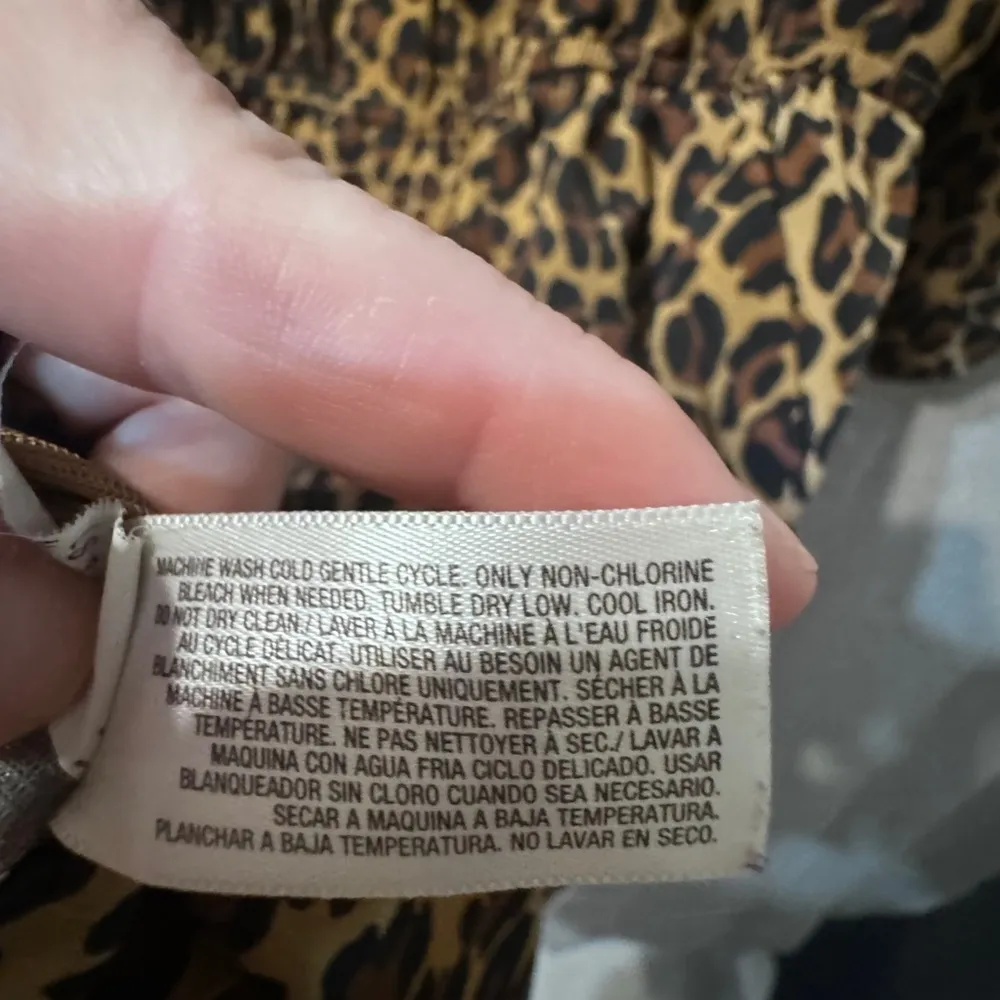 MACHINE WASH COLD GENTLE CYCLE. ONLY NON-CHLORINE
BLEACH WHEN NEEDED. TUMBLE DRY LOW. COOL IRON.
DO NOT DRY CLEAN./ LAVER À LA MACHINE À L'EAU FROIDE
AU CYCLE DÉLICAT. UTILISER AU BESOIN UN AGENT DE
BLANCHIMENT SANS CHLORE UNIQUEMENT. SÉCHER À LA
MACHINE À BASSE TEMPÉRATURE. REPASSER À BASSE
TEMPÉRATURE. NE PAS NETTOYER À SEC./ LAVAR A
MAQUINA CON AGUA FRIA CICLO DELICADO. USAR
BLANQUEADOR SIN CLORO CUANDO SEA NECESARIO.
SECAR A MAQUINA A BAJA TEMPERATURA.
PLANCHAR A BAJA TEMPERATURA. NO LAVAR EN SECO.